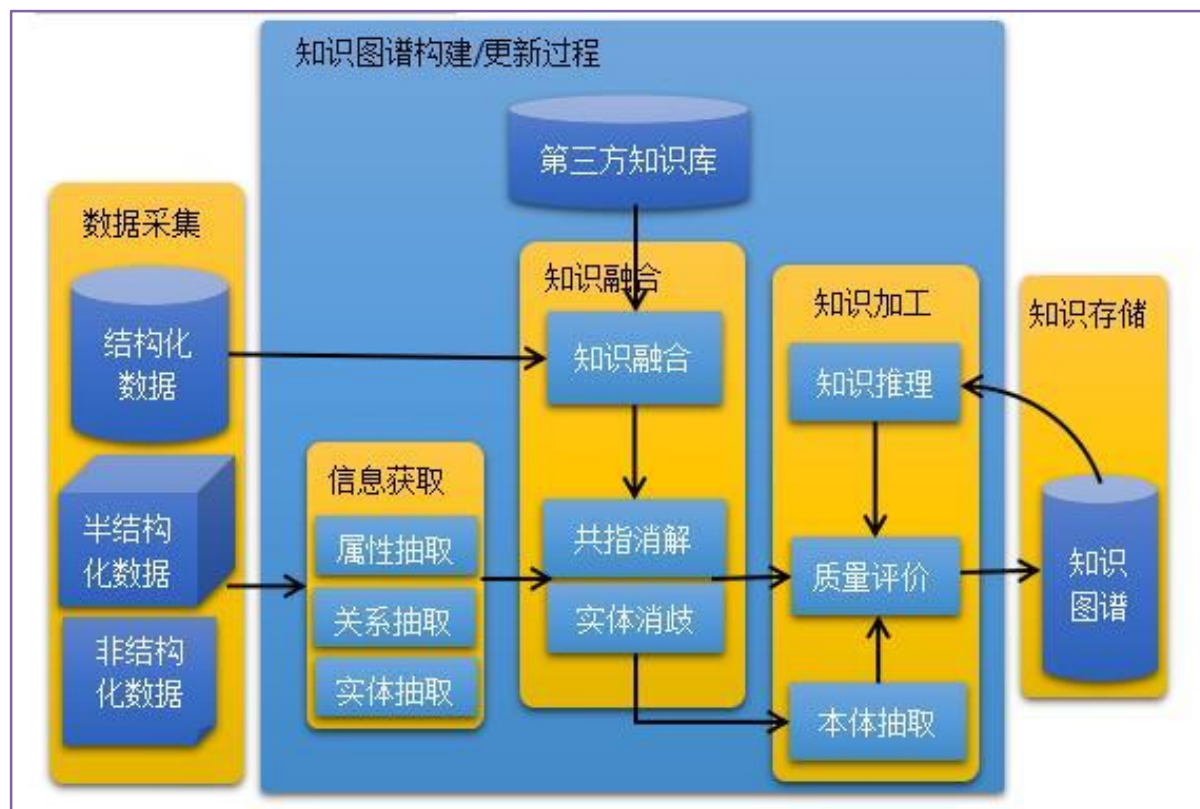 知识图谱构建/更新过程
第三方知识库
数据采集
结构化
数据
半结构
化数据
非结构
化数据
信息获取
属性抽取
关系抽取
实体抽取
知识融合
知识融合
共指消解
实体消歧
知识加工
知识推理
质量评价
本体抽取
知识存储
知识
图谱